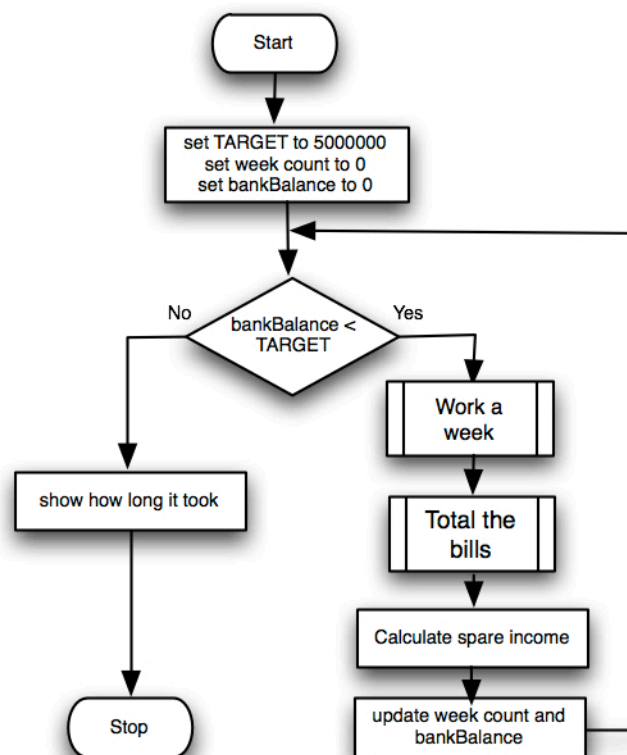 Start
set TARGET to 5000000
set week count to 0
set bankBalance to 0
No
Yes
bankBalance <
TARGET
Work a
week
show how long it took
Total the
bills
Calculate spare income
Stop
update week count and
bankBalance